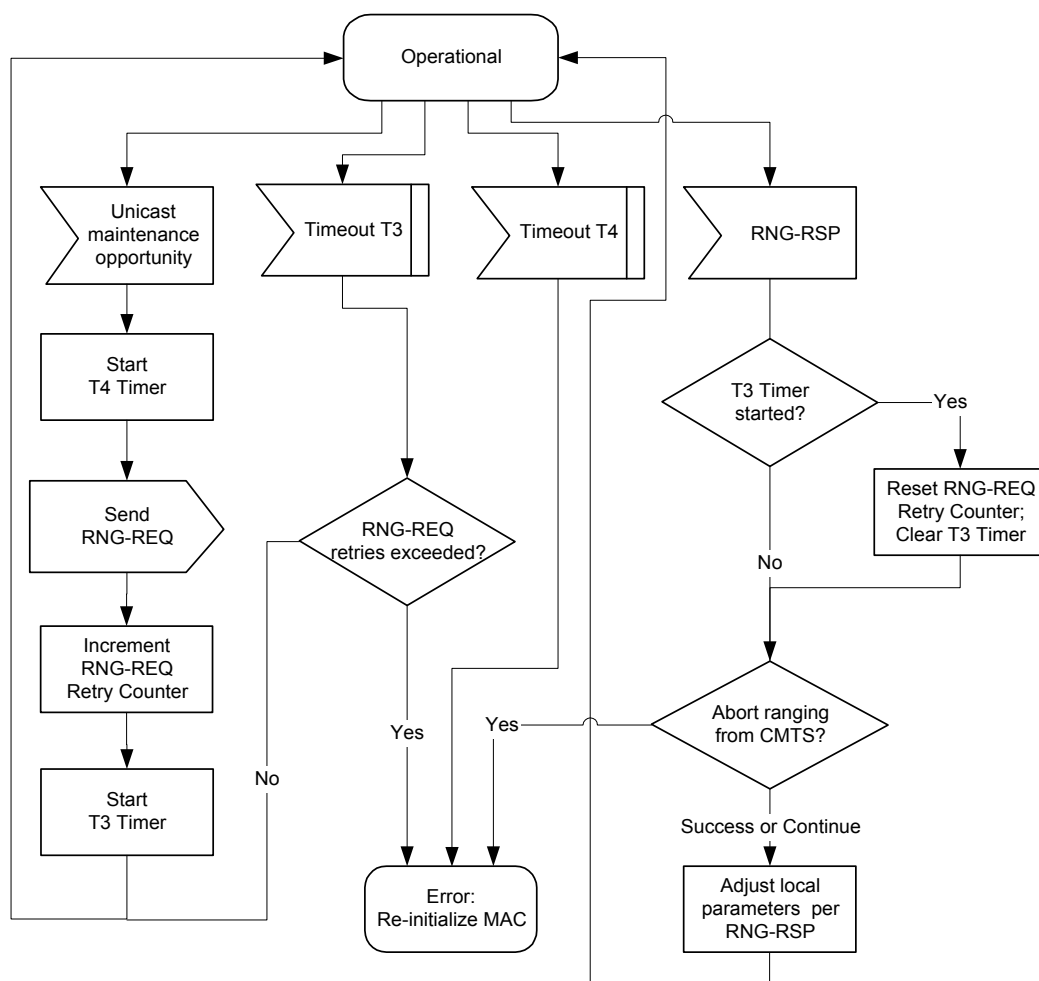 Operational
Unicast
maintenance
opportunity
Timeout T3
Timeout T4
RNG-RSP
Start
T4 Timer
T3 Timer
started?
Yes
Send
RNG-REQ
RNG-REQ
retries exceeded?
Reset RNG-REQ
Retry Counter;
Clear T3 Timer
No
Increment
RNG-REQ
Retry Counter
Yes
Yes
Abort ranging
from CMTS?
No
Start
T3 Timer
Success or Continue
Error:
Re-initialize MAC
Adjust local
parameters per
RNG-RSP